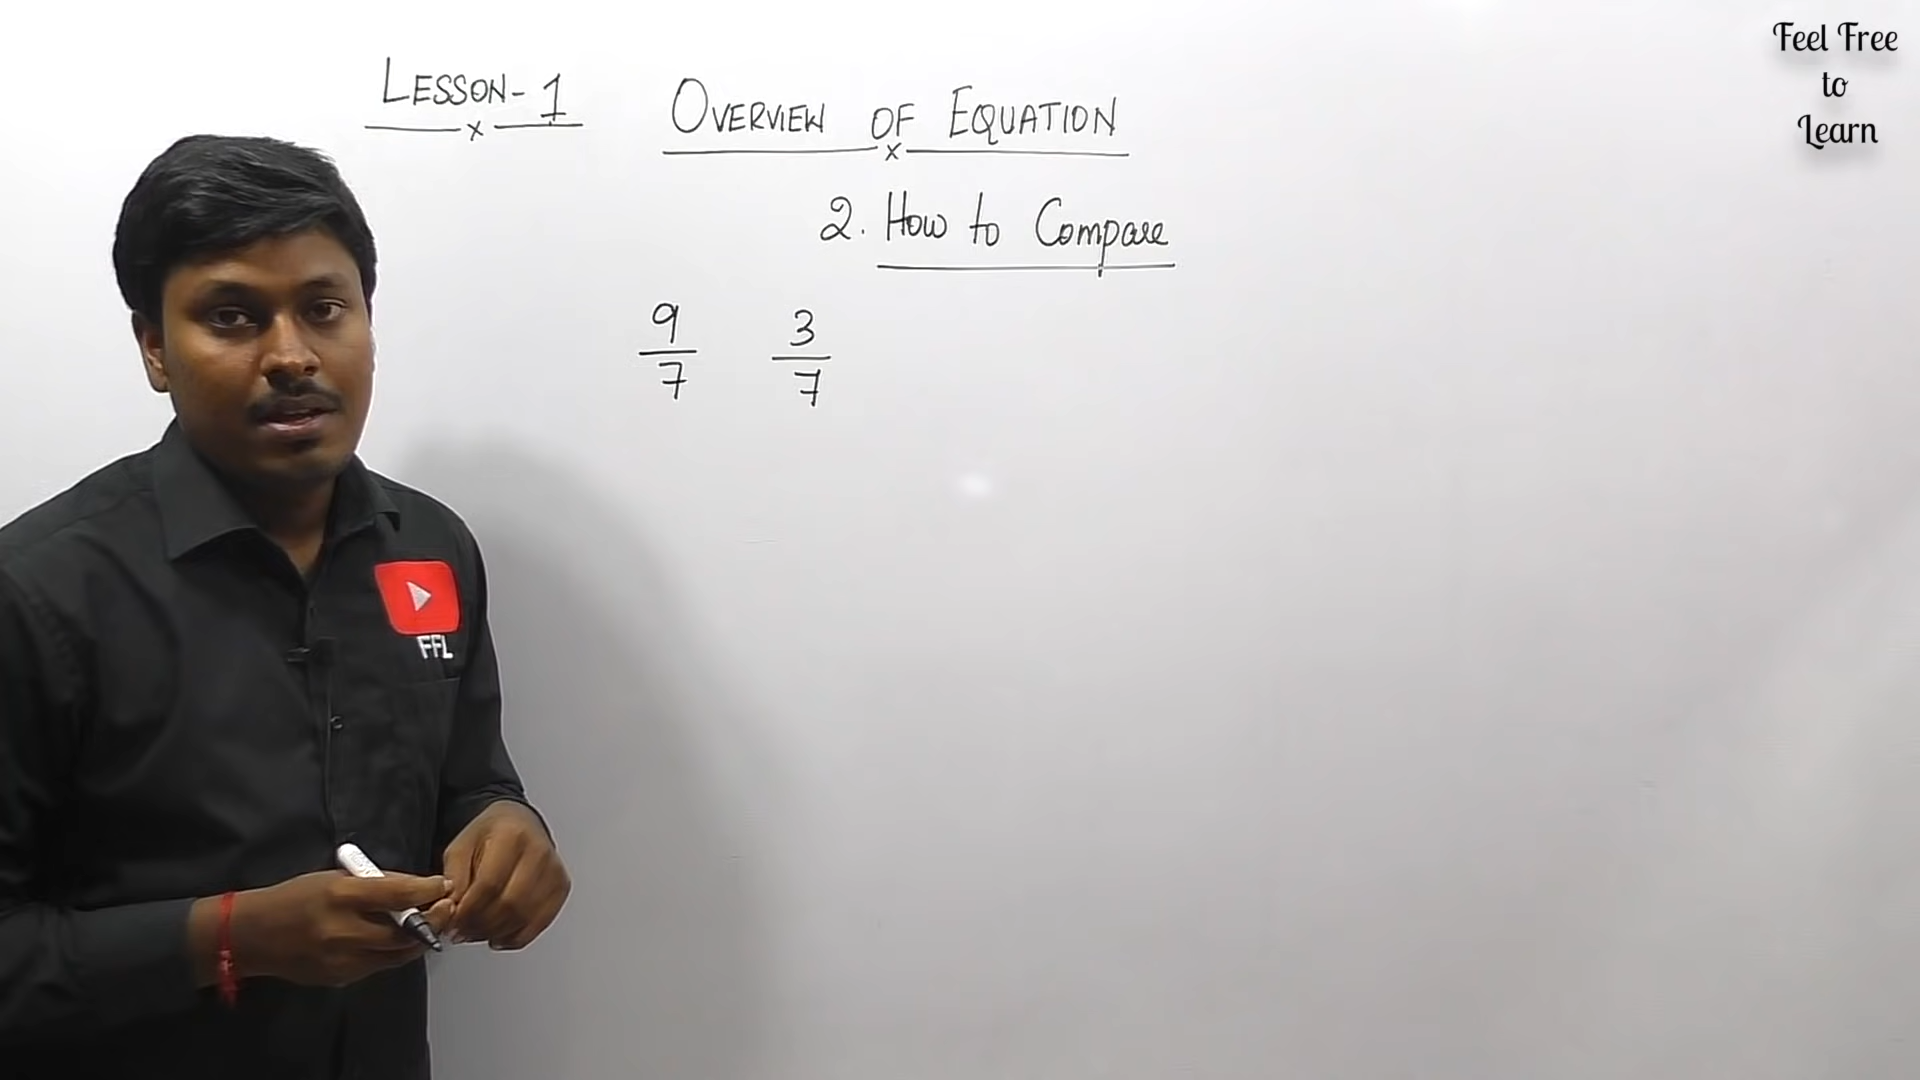 Feel Free
to
Learn
LESSON-1
OVERVIEW OF EQUATION
2. How to Compare
9 3
7 7
FFL